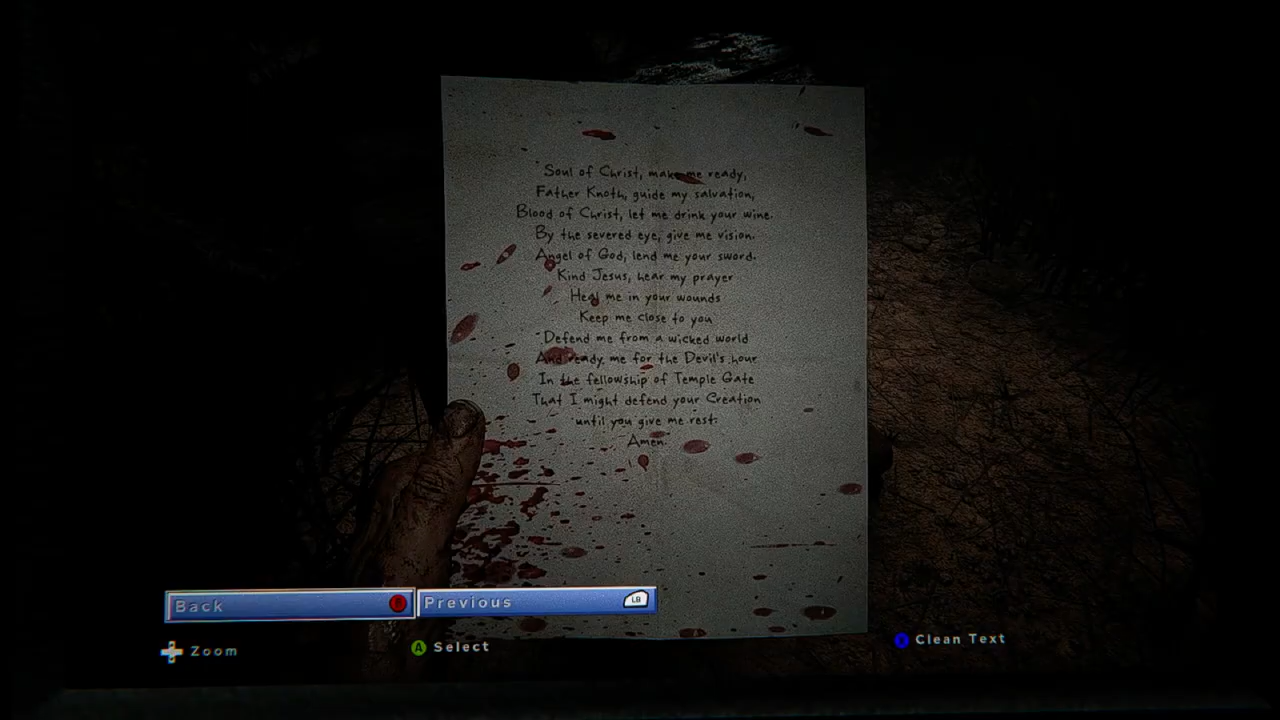 Soul of Christ, make me ready,
Father Knoth, guide my salvation,
Blood of Christ, let me drink your wine.
By the severed eye, give me vision.
Angel of God, lend me your sword.
Kind Jesus, hear my prayer
Heal me in your wounds
Keep me close to you
Defend me from a wicked world
And ready me for the Devil's hour
In the fellowship of Temple Gate
That I might defend your Creation
until you give me rest.
Amen.
Back B Previous LB
Zoom A Select X Clean Text